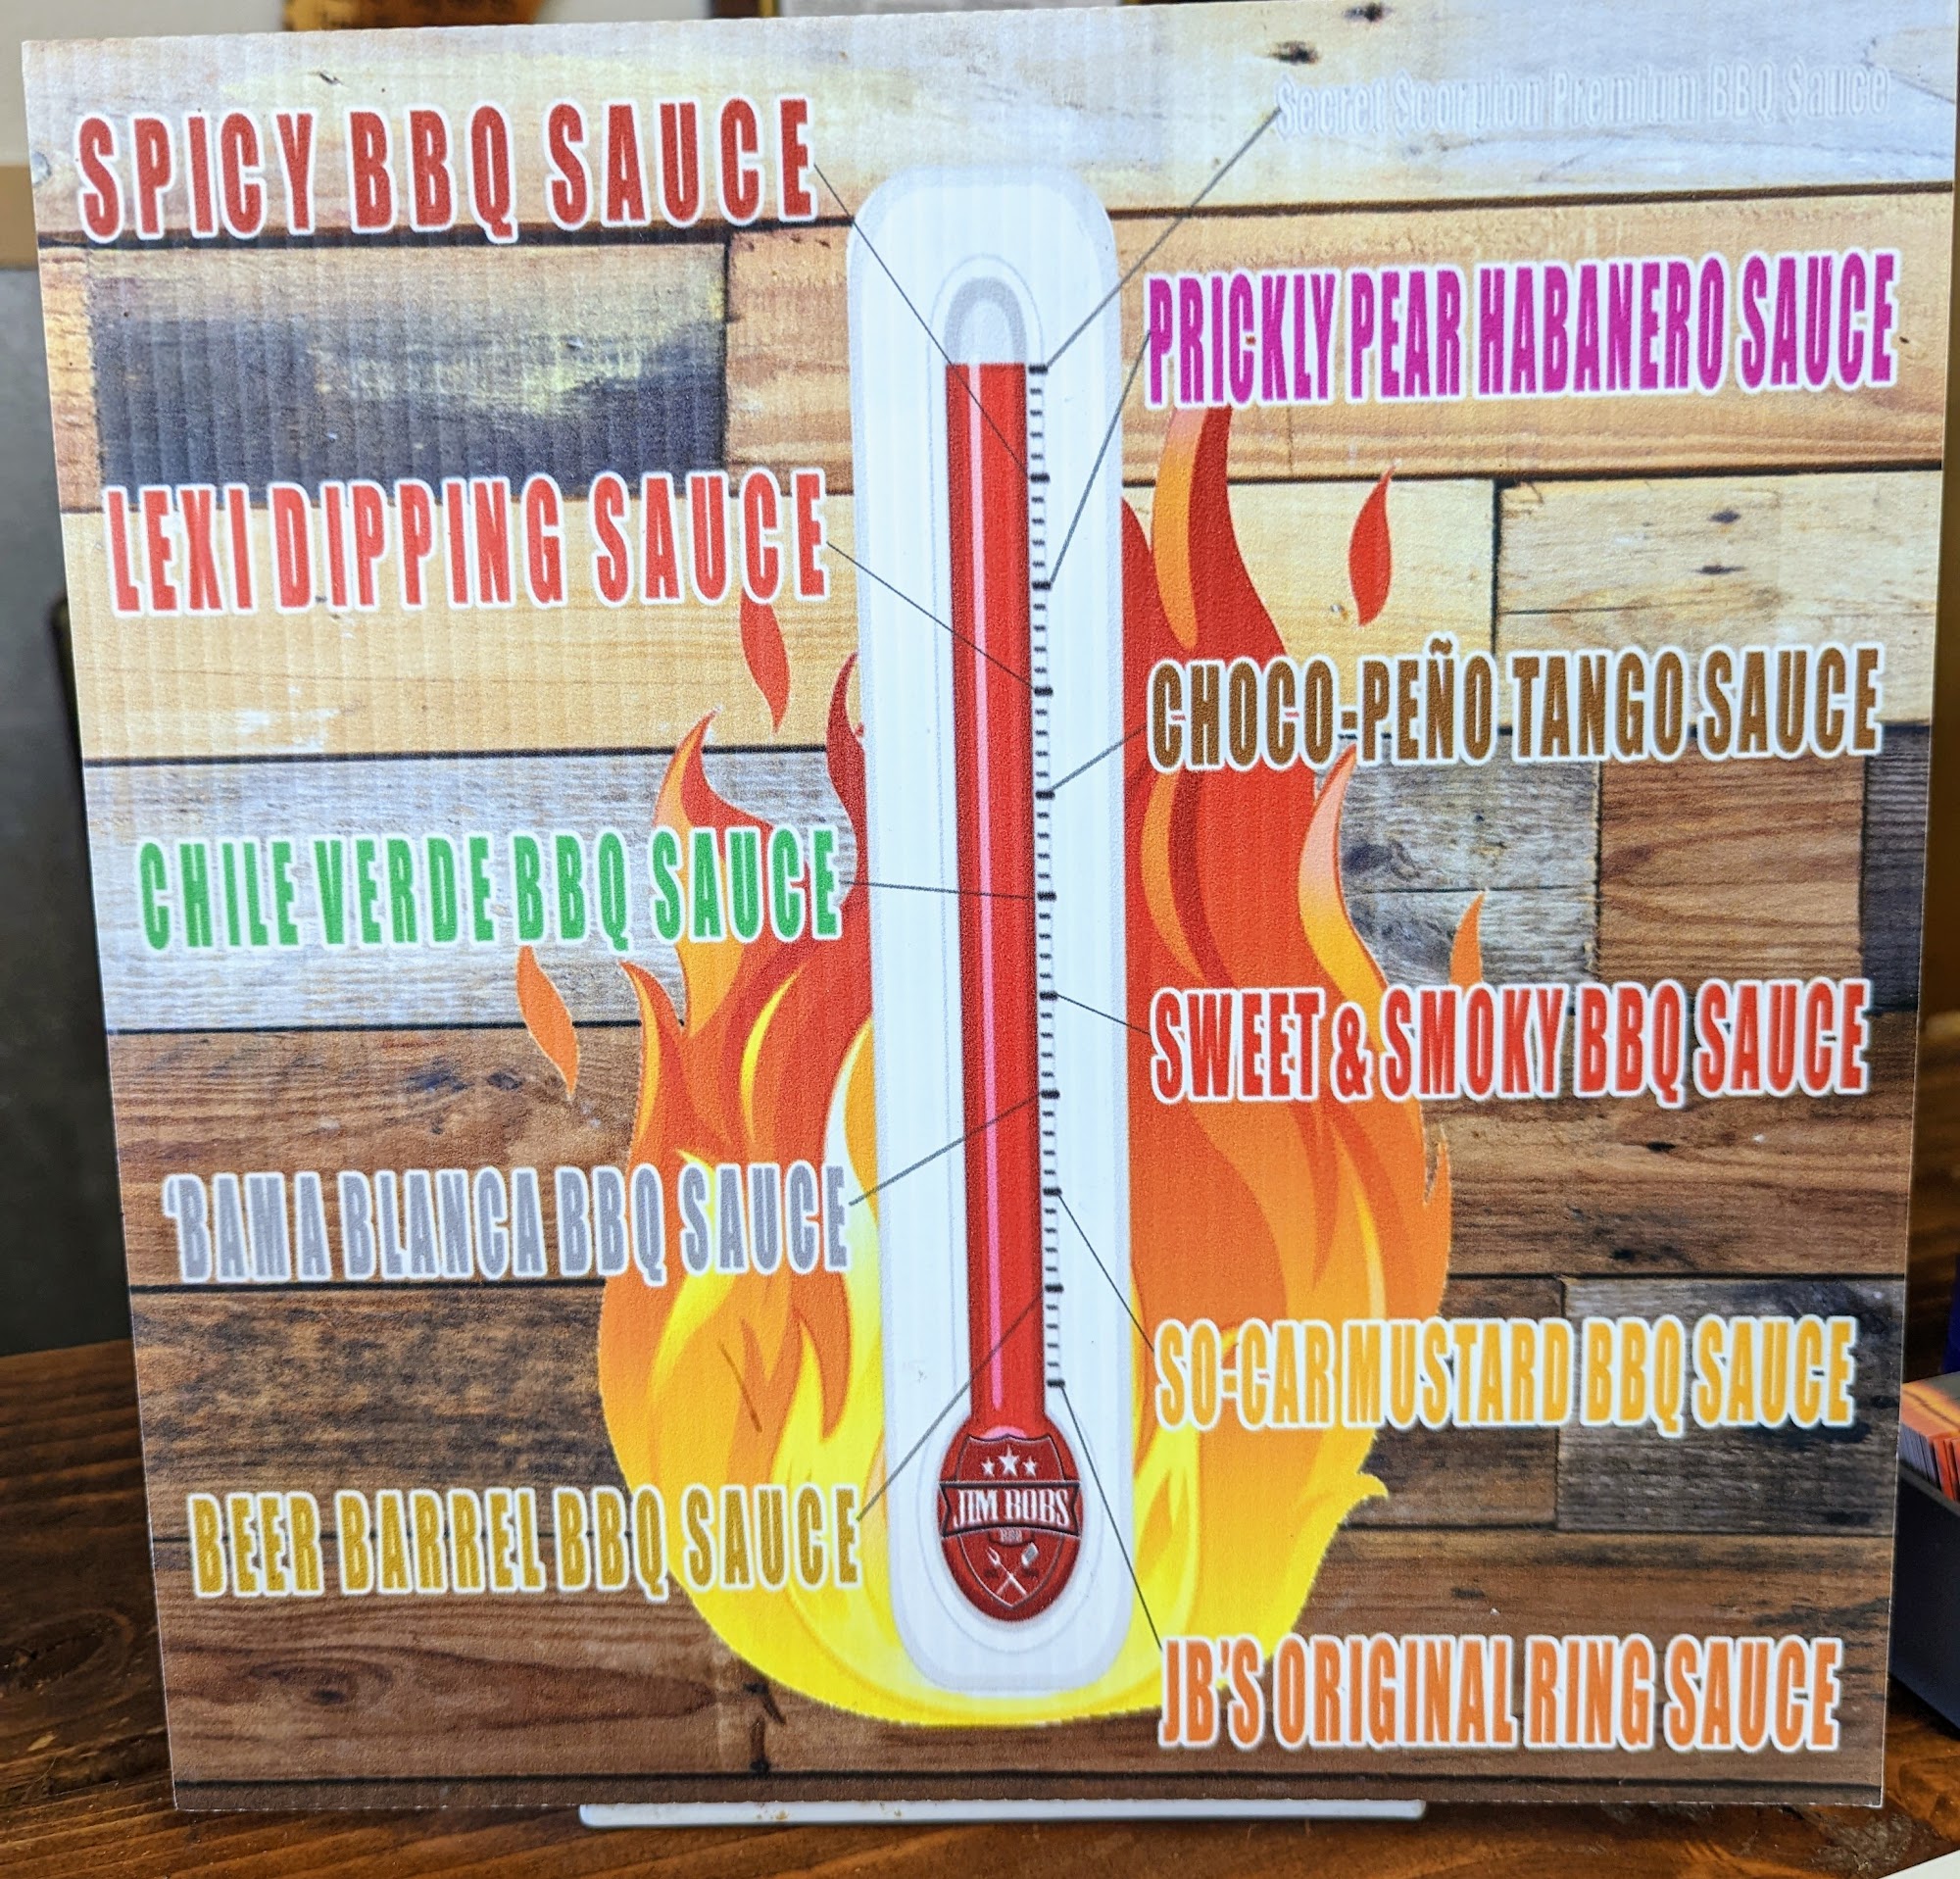 Secret Scorpion Premium BBQ Sauce
SPICY BBQ SAUCE
PRICKLY PEAR HABANERO SAUCE
LEXI DIPPING SAUCE
CHOCO-PEÑO TANGO SAUCE
CHILE VERDE BBQ SAUCE
SWEET & SMOKY BBQ SAUCE
'BAMA BLANCA BBQ SAUCE
SO-CAR MUSTARD BBQ SAUCE
BEER BARREL BBQ SAUCE
JIM BOBS
BBQ
JB'S ORIGINAL RING SAUCE